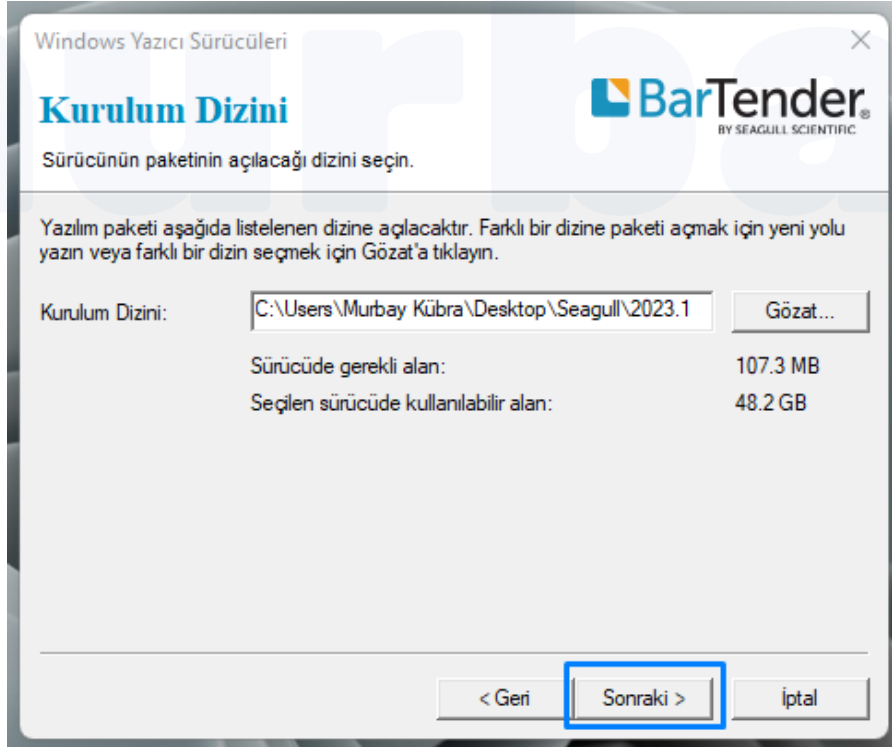 Windows Yazıcı Sürücüleri
Kurulum Dizini
BarTender®
BY SEAGULL SCIENTIFIC
Sürücünün paketinin açılacağı dizini seçin.
Yazılım paketi aşağıda listelenen dizine açılacaktır. Farklı bir dizine paketi açmak için yeni yolu
yazın veya farklı bir dizin seçmek için Gözat'a tıklayın.
Kurulum Dizini: C:\Users\Murbay Kübra\Desktop\Seagull\2023.1 Gözat...
Sürücüde gerekli alan: 107.3 MB
Seçilen sürücüde kullanılabilir alan: 48.2 GB
< Geri Sonraki > İptal